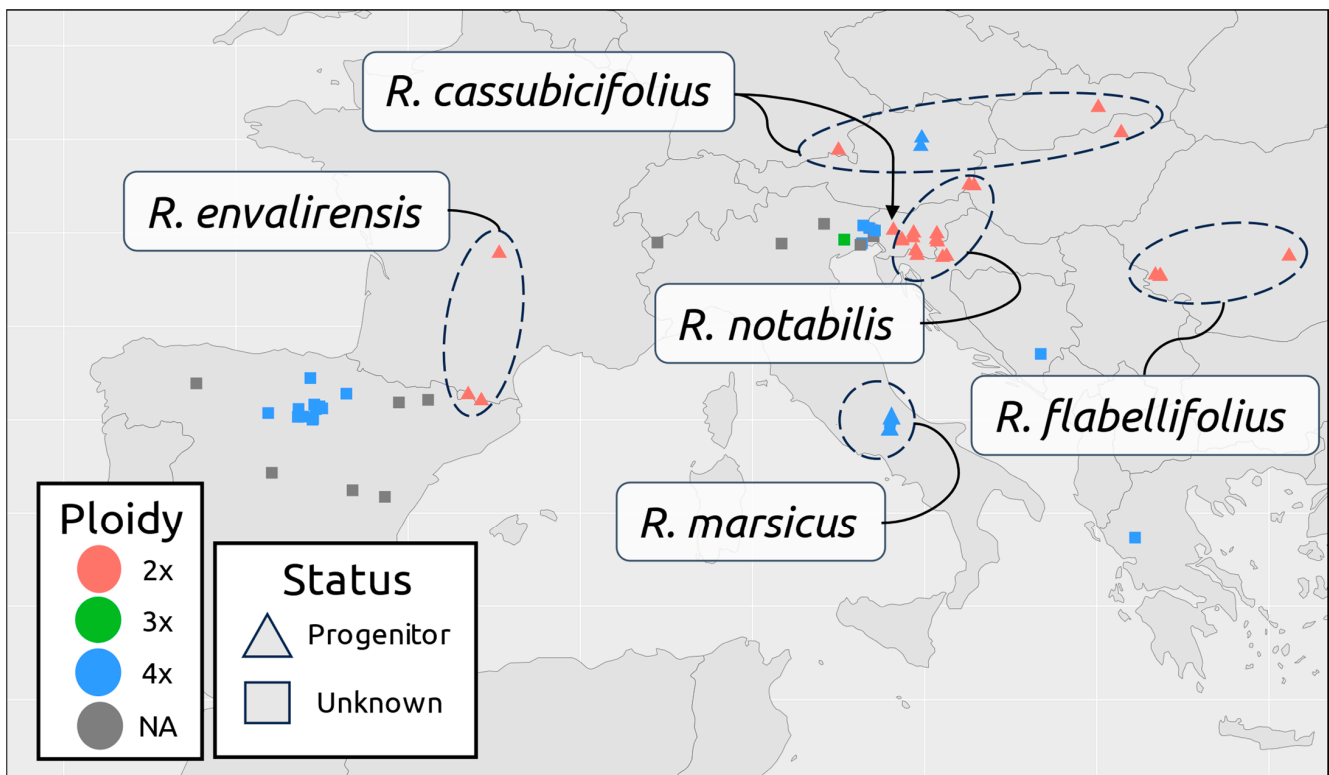 R. cassubicifolius
R. envalirensis
R. notabilis
R. flabellifolius
R. marsicus
Ploidy
2x
3x
4x
NA
Status
Progenitor
Unknown